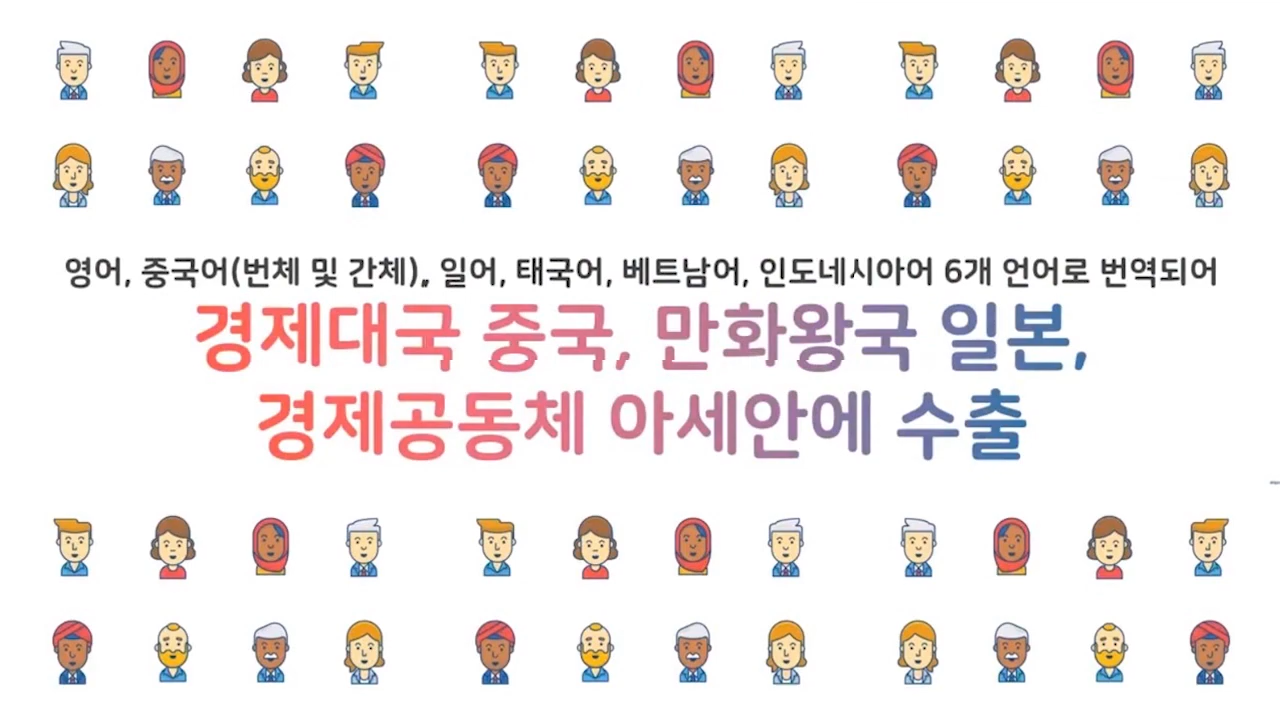 영어, 중국어(번체 및 간체),, 일어, 태국어, 베트남어, 인도네시아어 6개 언어로 번역되어
경제대국 중국, 만화왕국 일본,
경제공동체 아세안에 수출